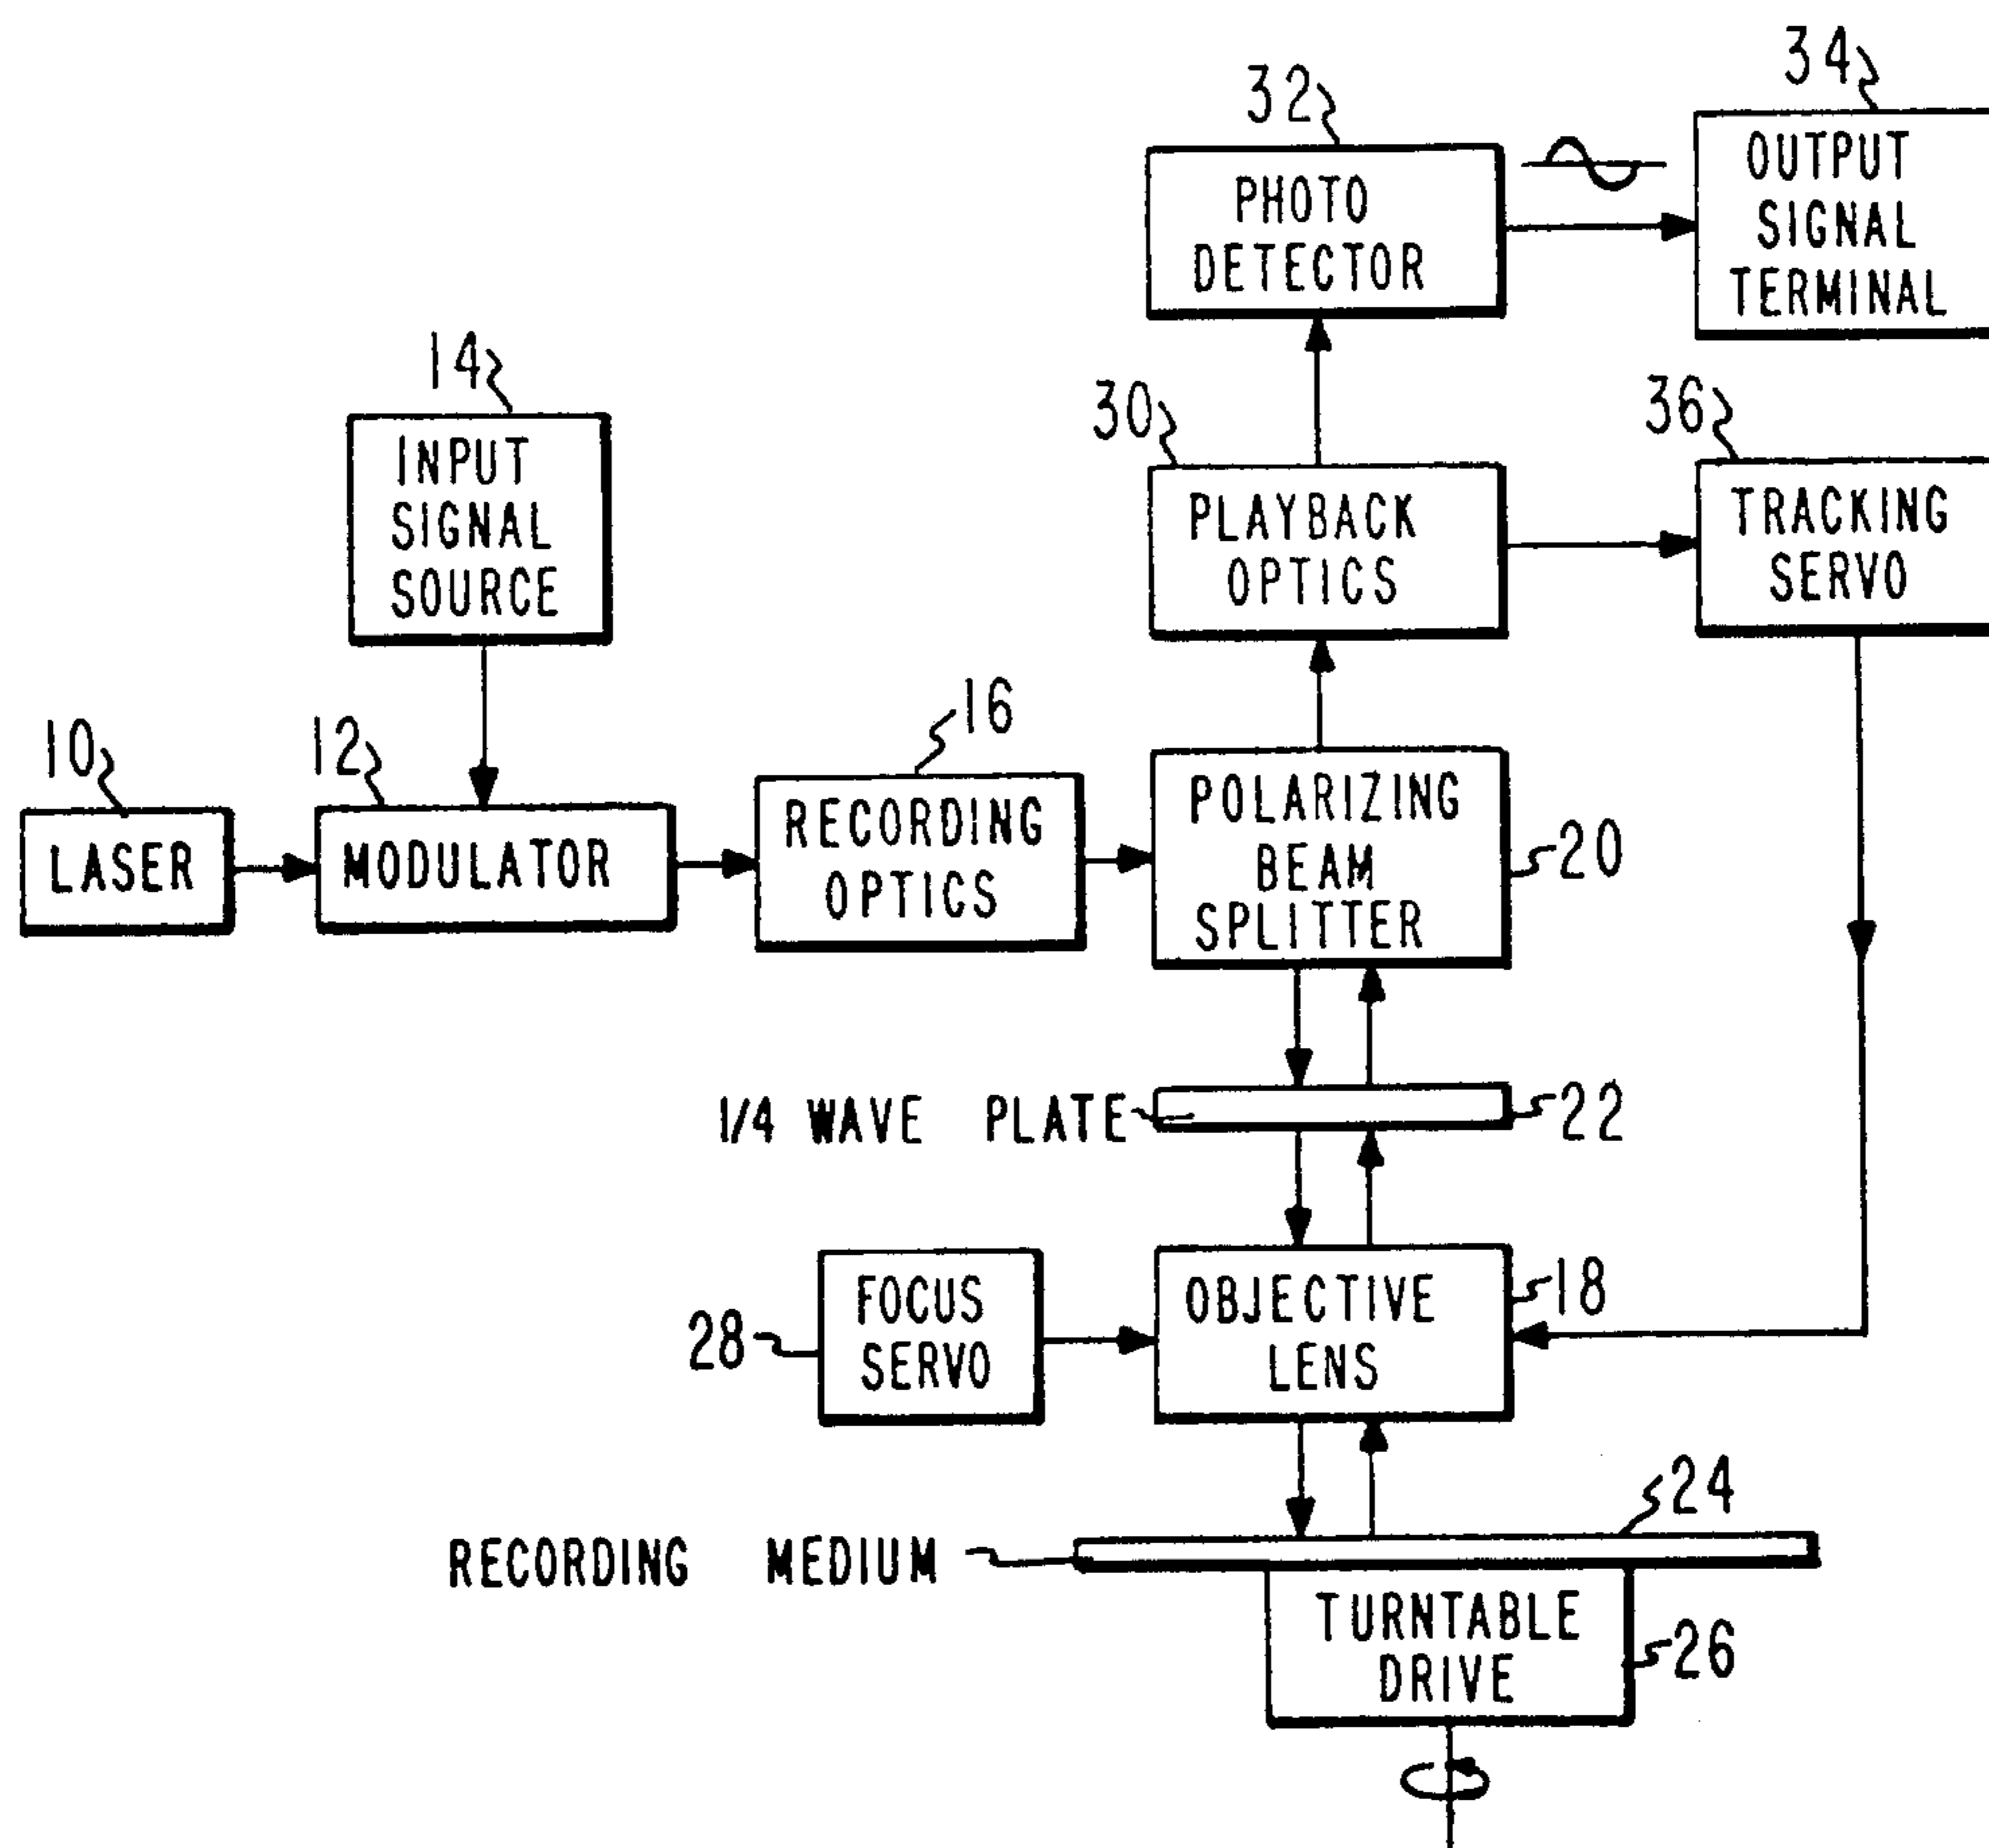 34
32
OUTPUT
SIGNAL
TERMINAL
PHOTO
DETECTOR
14
30
36
INPUT
SIGNAL
SOURCE
PLAYBACK
OPTICS
TRACKING
SERVO
10
12
16
LASER
MODULATOR
RECORDING
OPTICS
POLARIZING
BEAM
SPLITTER
20
1/4 WAVE PLATE
22
28
FOCUS
SERVO
OBJECTIVE
LENS
18
24
RECORDING MEDIUM
TURNTABLE
DRIVE
26